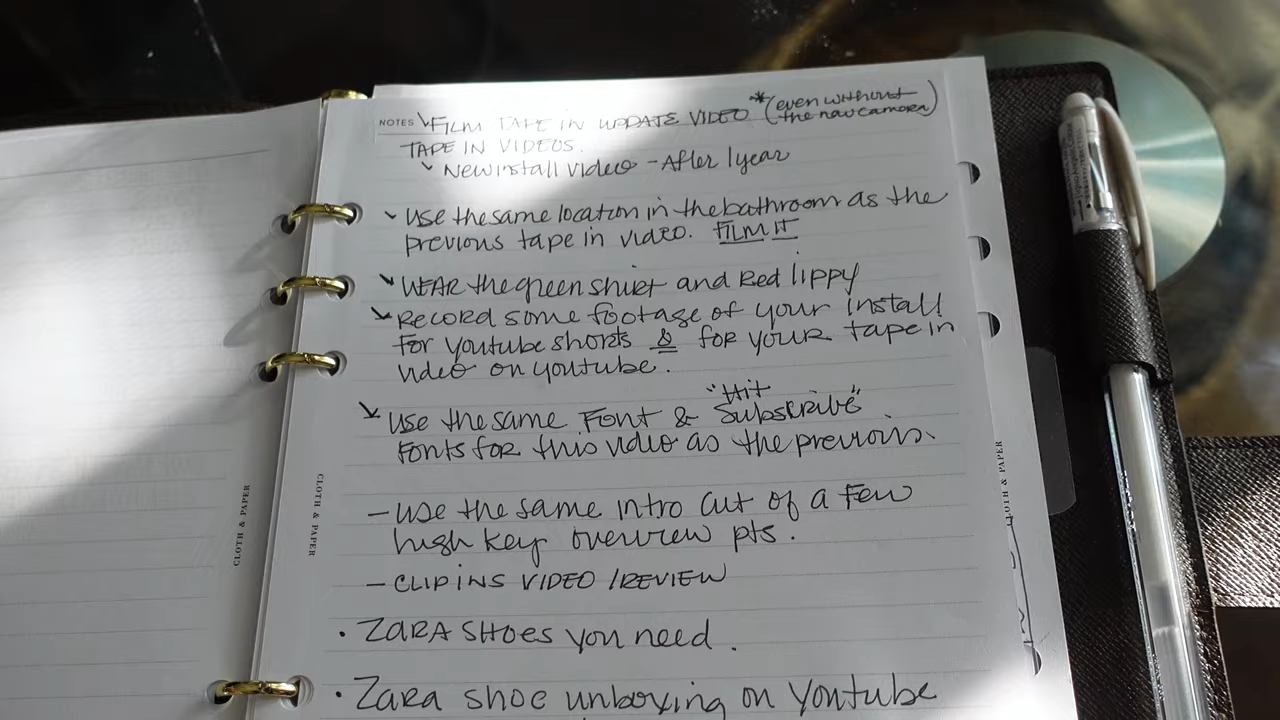 NOTES
FILM TAPE IN UPDATE VIDEO * (even without
the new camera)
TAPE IN VIDEOS.
New install video - After 1 year
Use the same location in the bathroom as the
previous tape in video. FILM IT
WEAR the green shirt and Red lippy
Record some footage of your install
for youtube shorts & for your tape in
video on youtube.
"Hit
Use the same Font & Subscribe"
Fonts for this video as the previous.
- Use the same intro cut of a Few
high key overview pts.
- CLIP INS VIDEO / REVIEW
• ZARA SHOES you need.
• Zara shoe unboxing on Youtube
CLOTH & PAPER
CLOTH & PAPER
CLOTH & PAPER